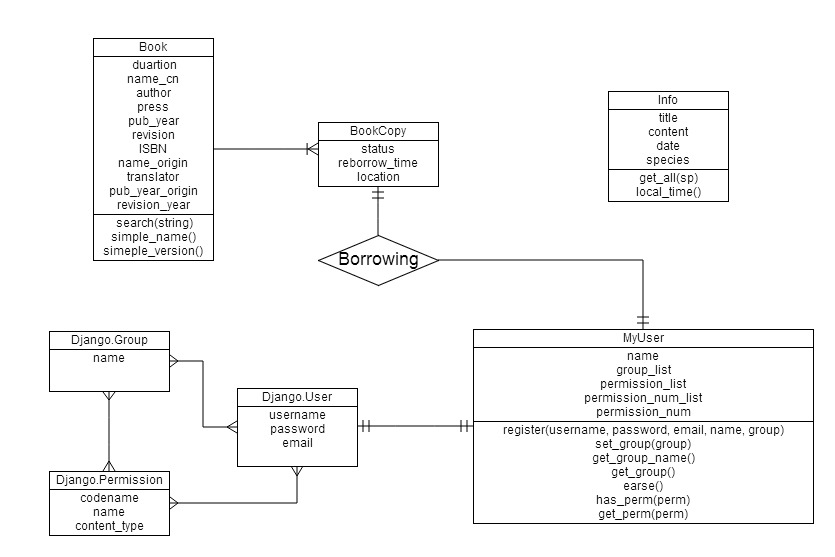 Book
duartion
name_cn
author
press
pub_year
revision
ISBN
name_origin
translator
pub_year_origin
revision_year
search(string)
simple_name()
simeple_version()
BookCopy
status
reborrow_time
location
Info
title
content
date
species
get_all(sp)
local_time()
Borrowing
Django.Group
name
Django.User
username
password
email
MyUser
name
group_list
permission_list
permission_num_list
permission_num
register(username, password, email, name, group)
set_group(group)
get_group_name()
get_group()
earse()
has_perm(perm)
get_perm(perm)
Django.Permission
codename
name
content_type